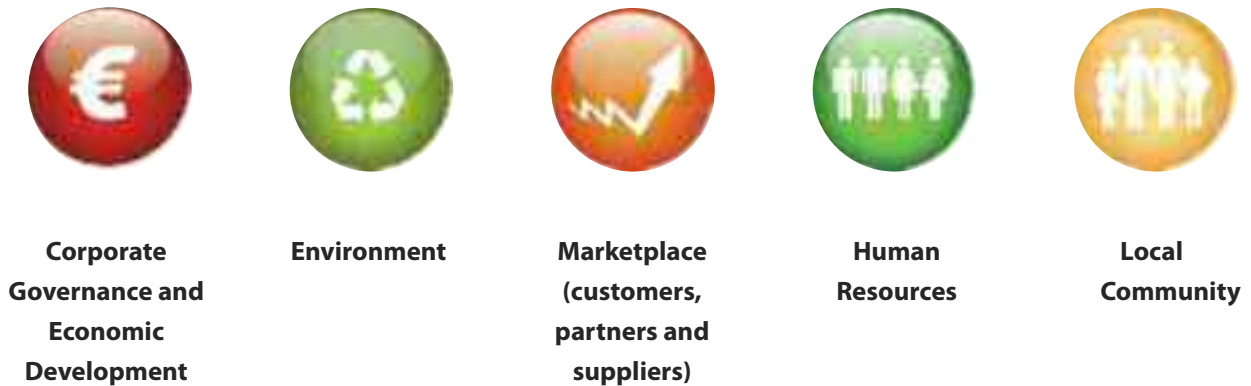 €
Corporate
Governance and
Economic
Development
Environment
Marketplace
(customers,
partners and
suppliers)
Human
Resources
Local
Community